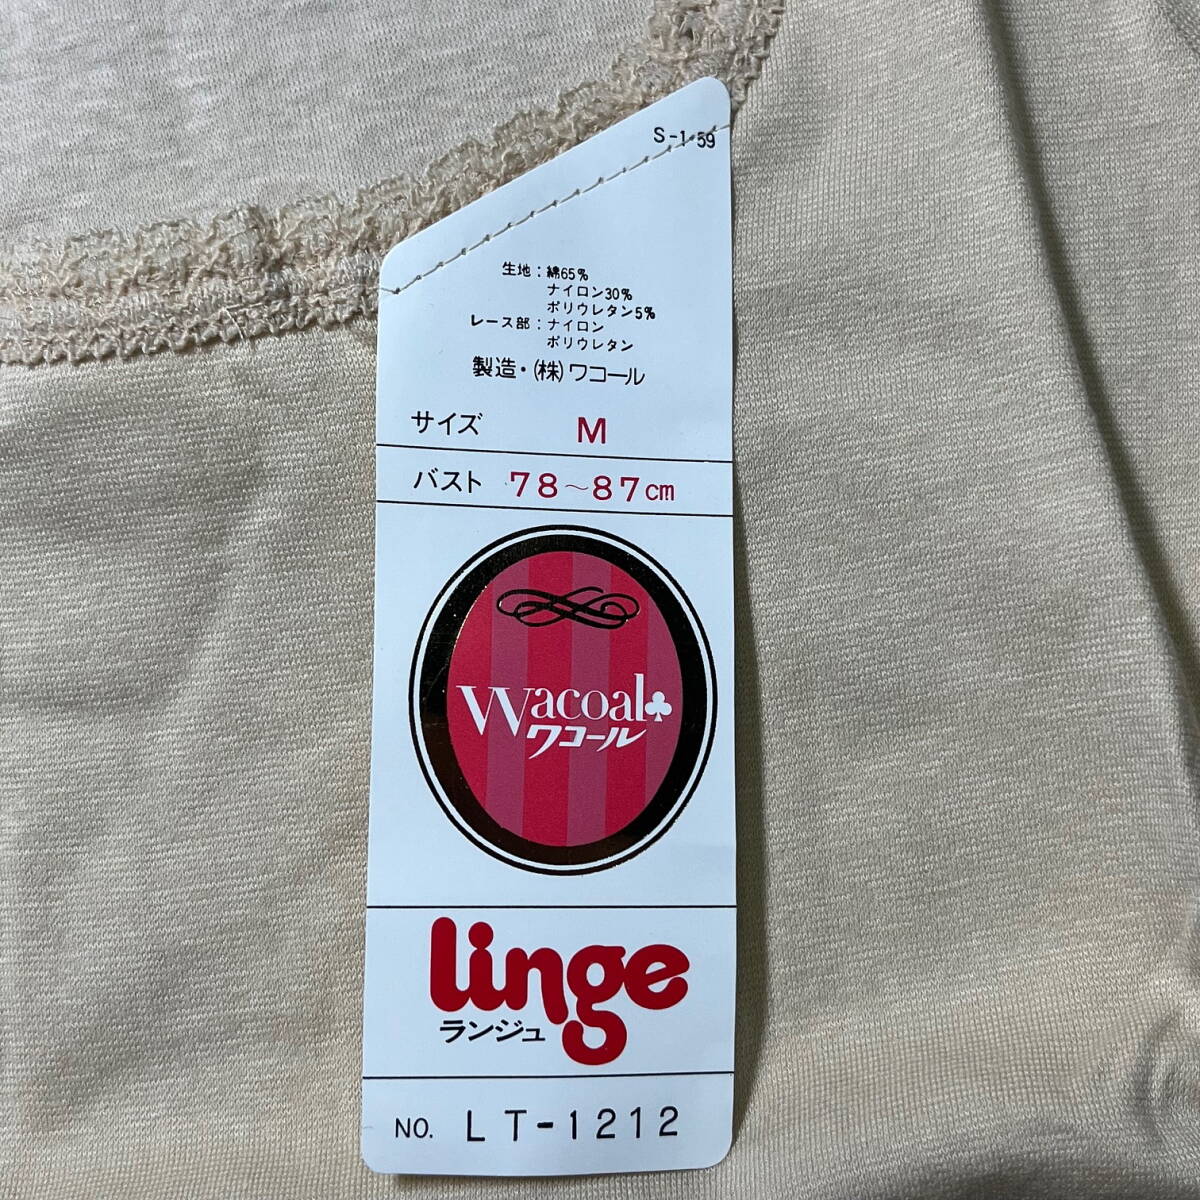 S-1-59
生地：綿65%
ナイロン30%
ポリウレタン5%
レース部：ナイロン
ポリウレタン
製造・(株)ワコール
サイズ M
バスト 78〜87cm
Wacoal
ワコール
linge
ランジュ
NO. LT-1212